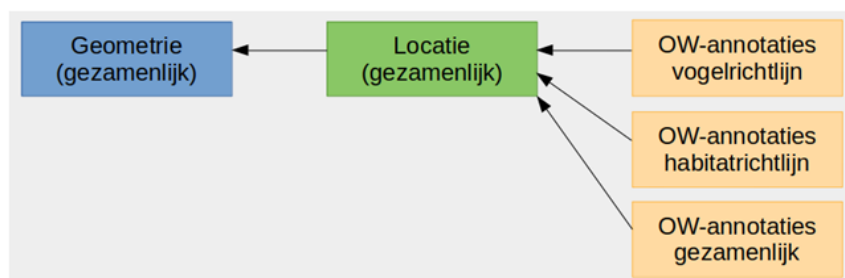 Geometrie
(gezamenlijk)
Locatie
(gezamenlijk)
OW-annotaties
vogelrichtlijn
OW-annotaties
habitatrichtlijn
OW-annotaties
gezamenlijk